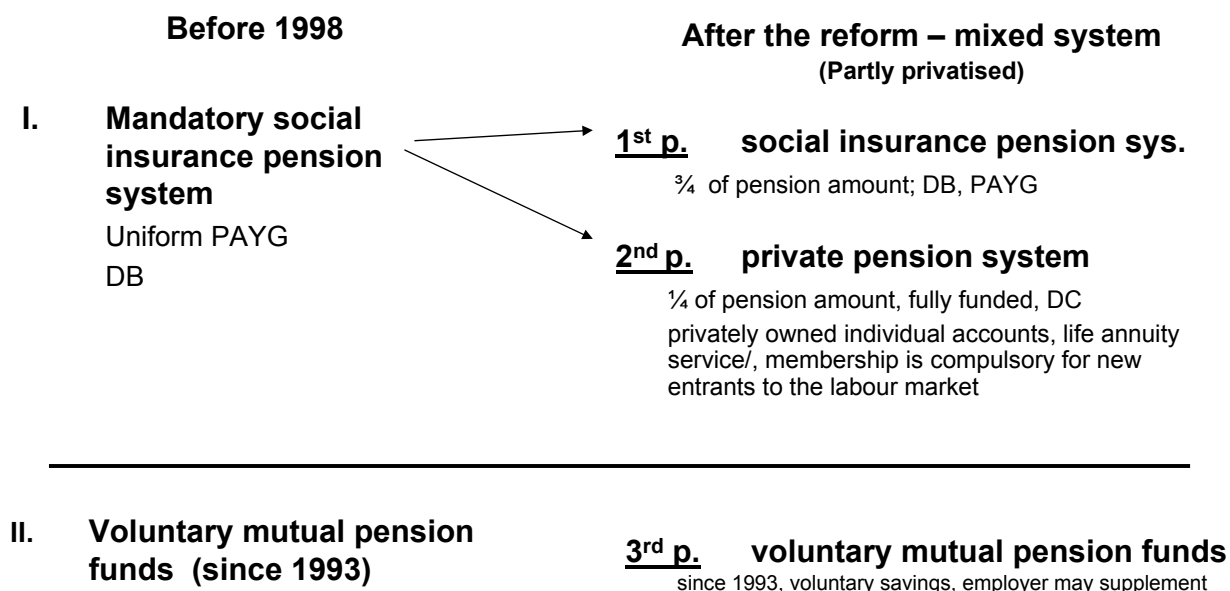 Before 1998
After the reform – mixed system
(Partly privatised)
I. Mandatory social
insurance pension
system
Uniform PAYG
DB
1st p. social insurance pension sys.
¾ of pension amount; DB, PAYG
2nd p. private pension system
¼ of pension amount, fully funded, DC
privately owned individual accounts, life annuity
service/, membership is compulsory for new
entrants to the labour market
II. Voluntary mutual pension
funds (since 1993)
3rd p. voluntary mutual pension funds
since 1993, voluntary savings, employer may supplement